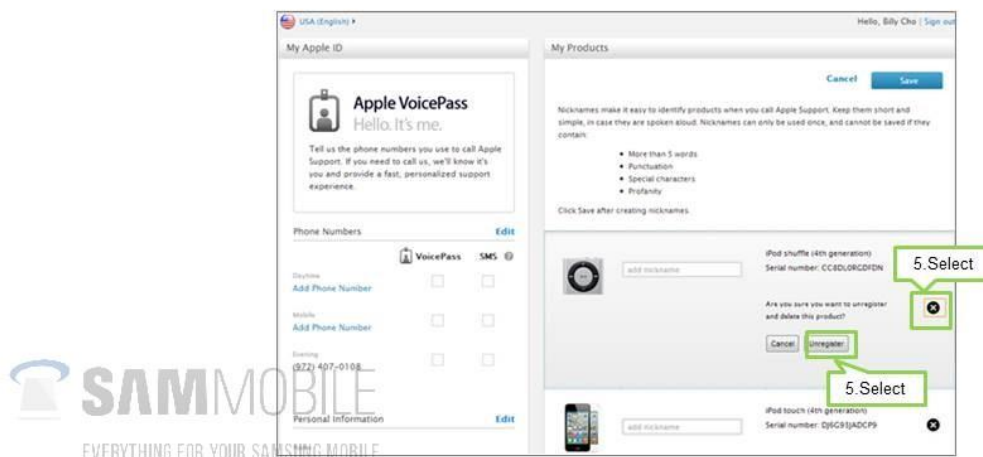 USA (English)
Hello, Billy Cho | Sign out
My Apple ID
My Products
Cancel
Save
Apple VoicePass
Hello. It's me.
Tell us the phone numbers you use to call Apple
Support. If you need to call us, we'll know it's
you and provide a fast, personalized support
experience.
Nicknames make it easy to identify products when you call Apple Support. Keep them short and
simple, in case they are spoken aloud. Nicknames can only be used once, and cannot be saved if they
contain:
• More than 5 words
• Punctuation
• Special characters
• Profanity
Click Save after creating nicknames.
Phone Numbers
Edit
VoicePass SMS
Daytime
Add Phone Number
Mobile
Add Phone Number
Evening
(972) 407-0108
Personal Information
Edit
add nickname
iPod shuffle (4th generation)
Serial number: CC8DL0RGDFDN
5.Select
Are you sure you want to unregister
and delete this product?
Cancel
Unregister
5.Select
add nickname
iPod touch (4th generation)
Serial number: DJ6G93JADCP9
SAMMOBILE
EVERYTHING FOR YOUR SAMSUNG MOBILE